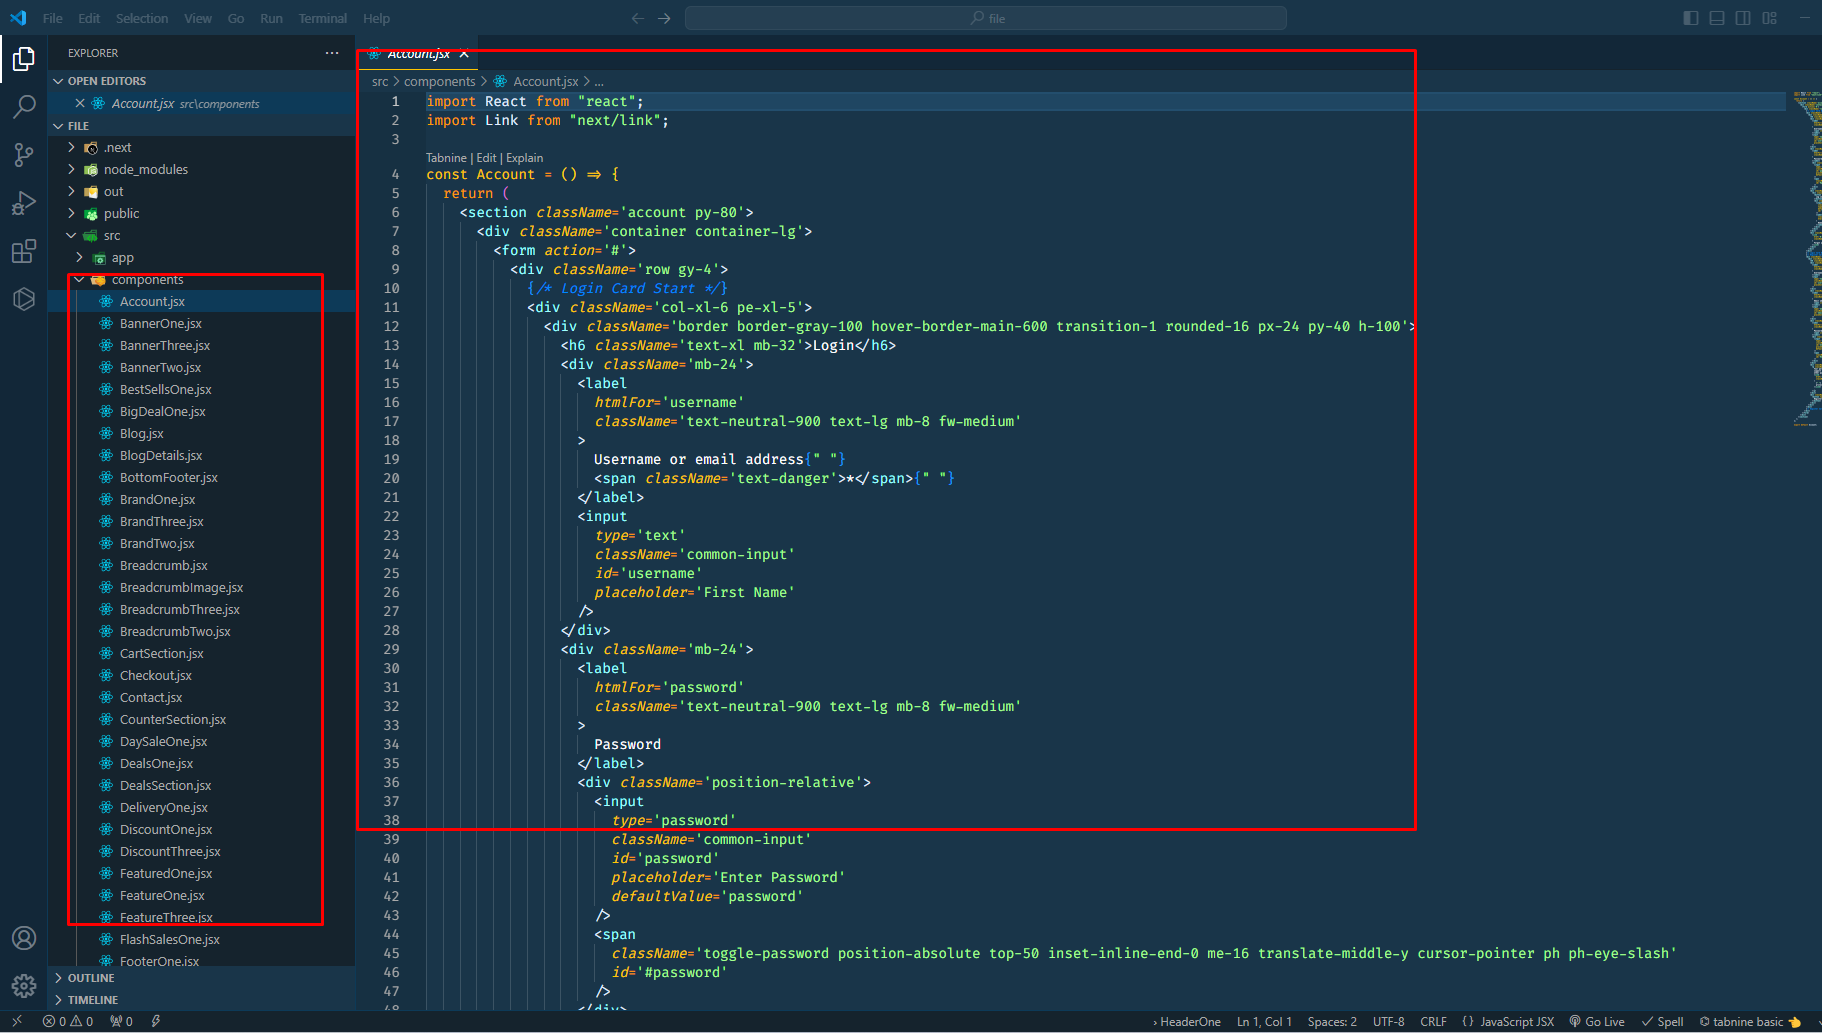 File Edit Selection View Go Run Terminal Help
file
EXPLORER
OPEN EDITORS
Account.jsx src\components
FILE
.next
node_modules
out
public
src
app
components
Account.jsx
BannerOne.jsx
BannerThree.jsx
BannerTwo.jsx
BestSellsOne.jsx
BigDealOne.jsx
Blog.jsx
BlogDetails.jsx
BottomFooter.jsx
BrandOne.jsx
BrandThree.jsx
BrandTwo.jsx
Breadcrumb.jsx
BreadcrumbImage.jsx
BreadcrumbThree.jsx
BreadcrumbTwo.jsx
CartSection.jsx
Checkout.jsx
Contact.jsx
CounterSection.jsx
DaySaleOne.jsx
DealsOne.jsx
DealsSection.jsx
DeliveryOne.jsx
DiscountOne.jsx
DiscountThree.jsx
FeaturedOne.jsx
FeatureOne.jsx
FeatureThree.jsx
FlashSalesOne.jsx
FooterOne.jsx
OUTLINE
TIMELINE
Account.jsx
src > components > Account.jsx > ...
1 import React from "react";
2 import Link from "next/link";
3
Tabnine | Edit | Explain
4 const Account = () => {
5 return (
6 <section className='account py-80'>
7 <div className='container container-lg'>
8 <form action='#'>
9 <div className='row gy-4'>
10 {/* Login Card Start */}
11 <div className='col-xl-6 pe-xl-5'>
12 <div className='border border-gray-100 hover-border-main-600 transition-1 rounded-16 px-24 py-40 h-100'>
13 <h6 className='text-xl mb-32'>Login</h6>
14 <div className='mb-24'>
15 <label
16 htmlFor='username'
17 className='text-neutral-900 text-lg mb-8 fw-medium'
18 >
19 Username or email address{" "}
20 <span className='text-danger'>*</span>{" "}
21 </label>
22 <input
23 type='text'
24 className='common-input'
25 id='username'
26 placeholder='First Name'
27 />
28 </div>
29 <div className='mb-24'>
30 <label
31 htmlFor='password'
32 className='text-neutral-900 text-lg mb-8 fw-medium'
33 >
34 Password
35 </label>
36 <div className='position-relative'>
37 <input
38 type='password'
39 className='common-input'
40 id='password'
41 placeholder='Enter Password'
42 defaultValue='password'
43 />
44 <span
45 className='toggle-password position-absolute top-50 inset-inline-end-0 me-16 translate-middle-y cursor-pointer ph ph-eye-slash'
46 id='#password'
47 />
48 </div>
0 0 0 › HeaderOne Ln 1, Col 1 Spaces: 2 UTF-8 CRLF {} JavaScript JSX Go Live Spell tabnine basic